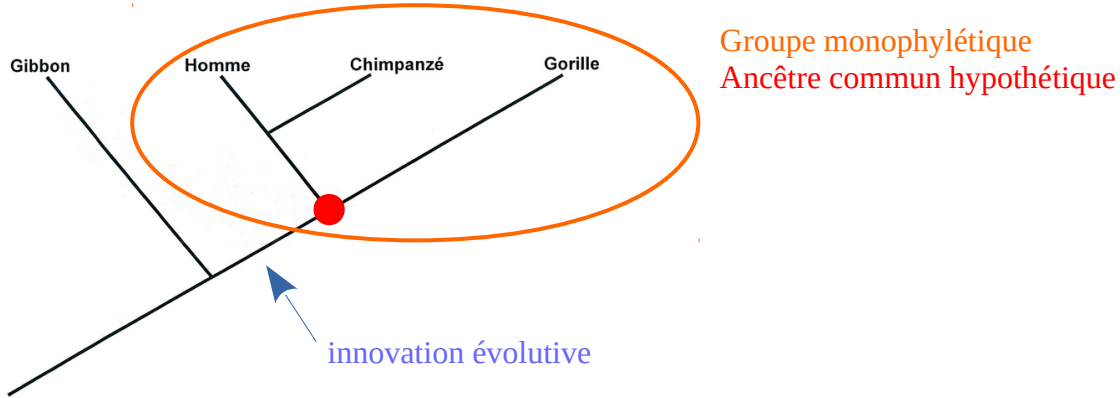 Groupe monophylétique
Ancêtre commun hypothétique
Gibbon
Homme
Chimpanzé
Gorille
innovation évolutive